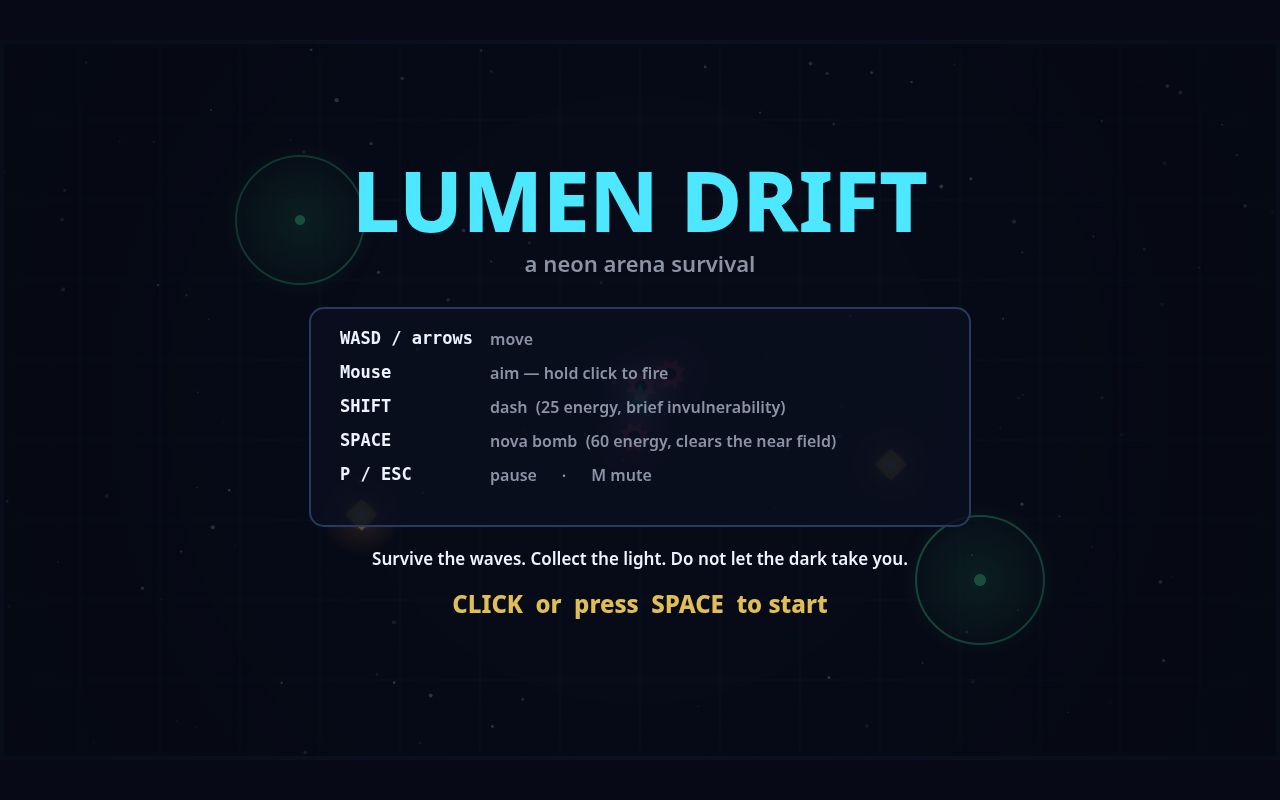 LUMEN DRIFT
a neon arena survival
WASD / arrows move
Mouse aim — hold click to fire
SHIFT dash (25 energy, brief invulnerability)
SPACE nova bomb (60 energy, clears the near field)
P / ESC pause · M mute
Survive the waves. Collect the light. Do not let the dark take you.
CLICK or press SPACE to start